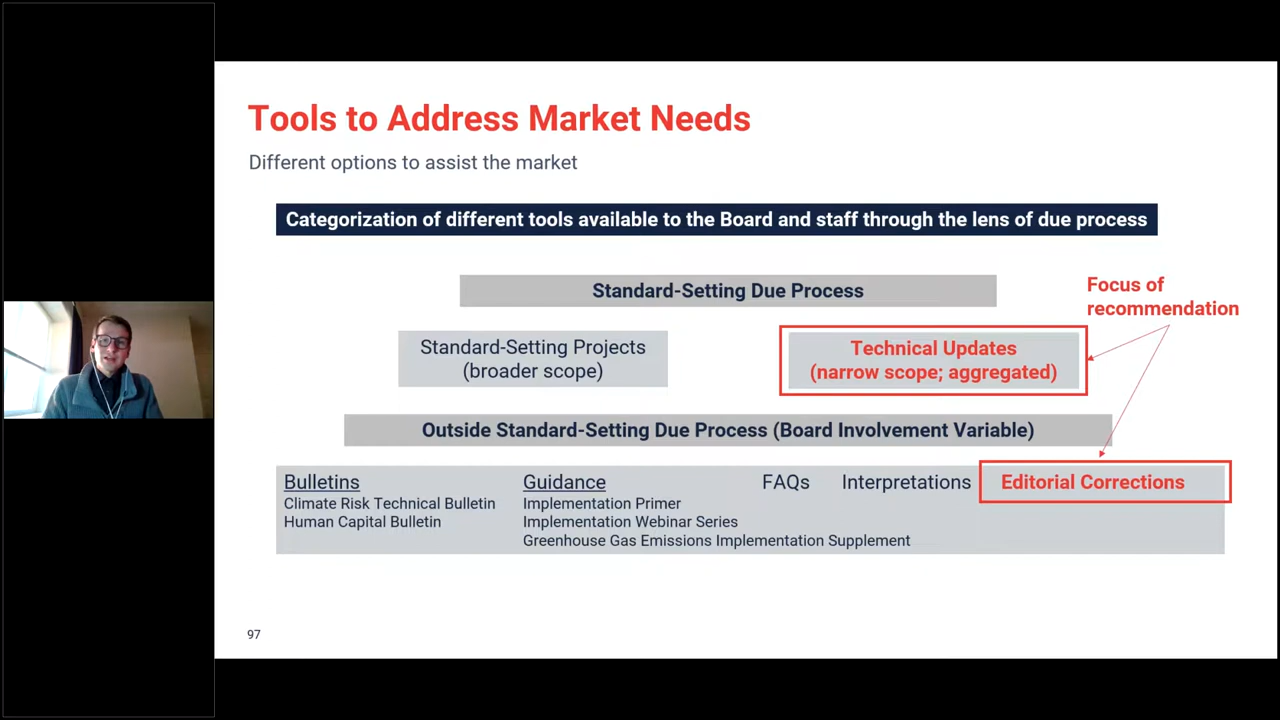 Tools to Address Market Needs
Different options to assist the market
Categorization of different tools available to the Board and staff through the lens of due process
Standard-Setting Due Process
Focus of
recommendation
Standard-Setting Projects
(broader scope)
Technical Updates
(narrow scope; aggregated)
Outside Standard-Setting Due Process (Board Involvement Variable)
Bulletins
Climate Risk Technical Bulletin
Human Capital Bulletin
Guidance
Implementation Primer
Implementation Webinar Series
Greenhouse Gas Emissions Implementation Supplement
FAQs
Interpretations
Editorial Corrections
97